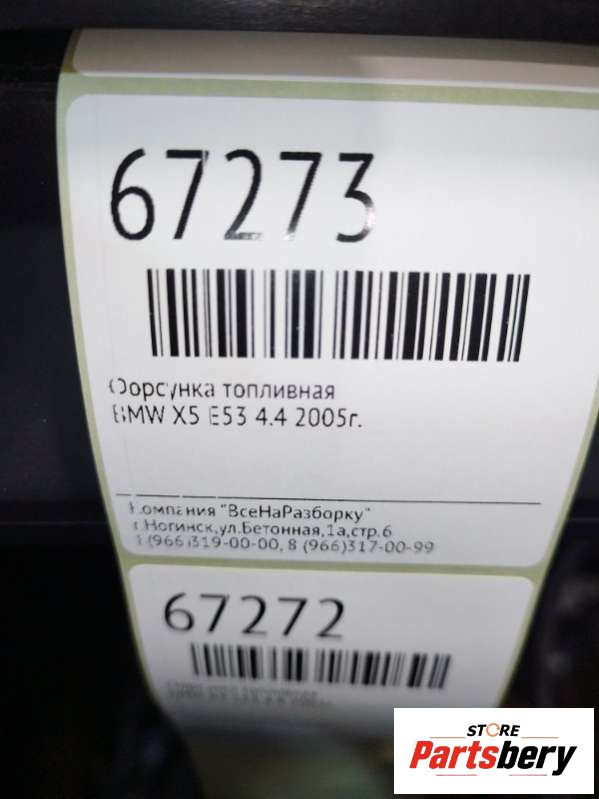 67273
Форсунка топливная
BMW X5 E53 4.4 2005г.
Компания "ВсеНаРазборку"
г.Ногинск,ул.Бетонная,1а,стр.6
8 (966)319-00-00, 8 (966)317-00-99
67272
STORE
Partsbery